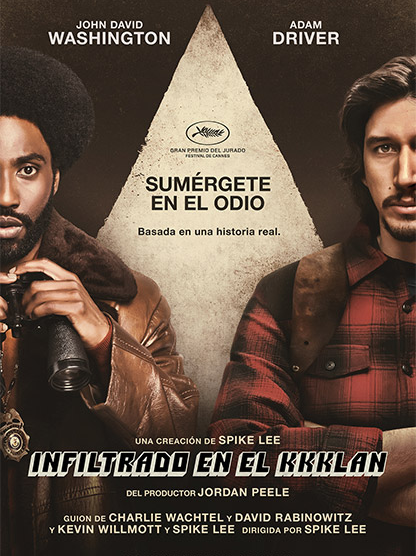 JOHN DAVID
WASHINGTON
ADAM
DRIVER
GRAN PREMIO DEL JURADO
FESTIVAL DE CANNES
SUMÉRGETE
EN EL ODIO
Basada en una historia real.
UNA CREACIÓN DE SPIKE LEE
INFILTRADO EN EL KKKLAN
DEL PRODUCTOR JORDAN PEELE
GUION DE CHARLIE WACHTEL Y DAVID RABINOWITZ
Y KEVIN WILLMOTT Y SPIKE LEE DIRIGIDA POR SPIKE LEE